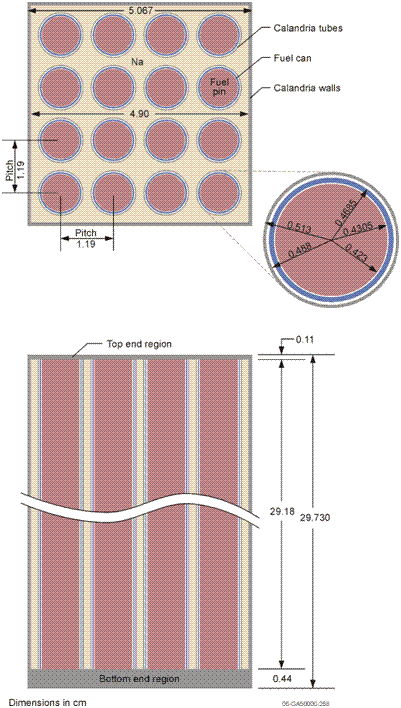 5.067
Calandria tubes
Na
Fuel can
Fuel
pin
Calandria walls
4.90
Pitch
1.19
Pitch
1.19
0.4685
0.513
0.4305
0.488
0.423
Top end region
0.11
29.18
29.730
Bottom end region
0.44
Dimensions in cm
06-GA50000-258